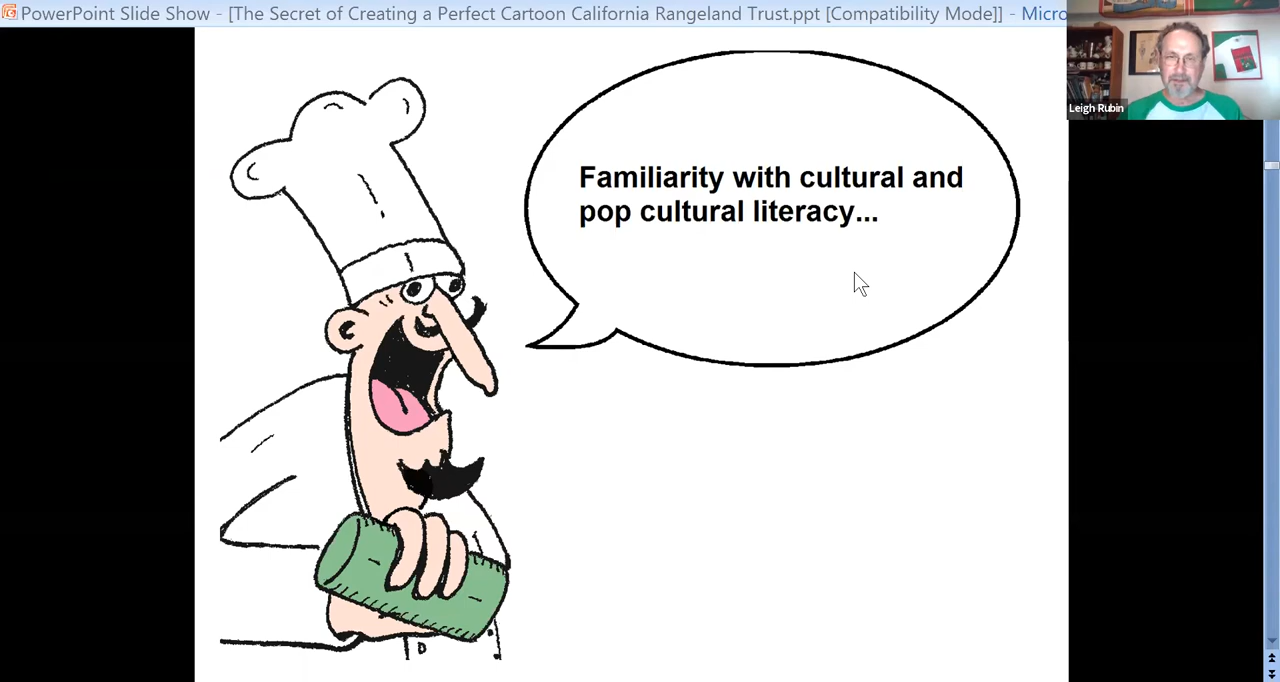 PowerPoint Slide Show - [The Secret of Creating a Perfect Cartoon California Rangeland Trust.ppt [Compatibility Mode]] - Micro
Leigh Rubin
Familiarity with cultural and
pop cultural literacy...